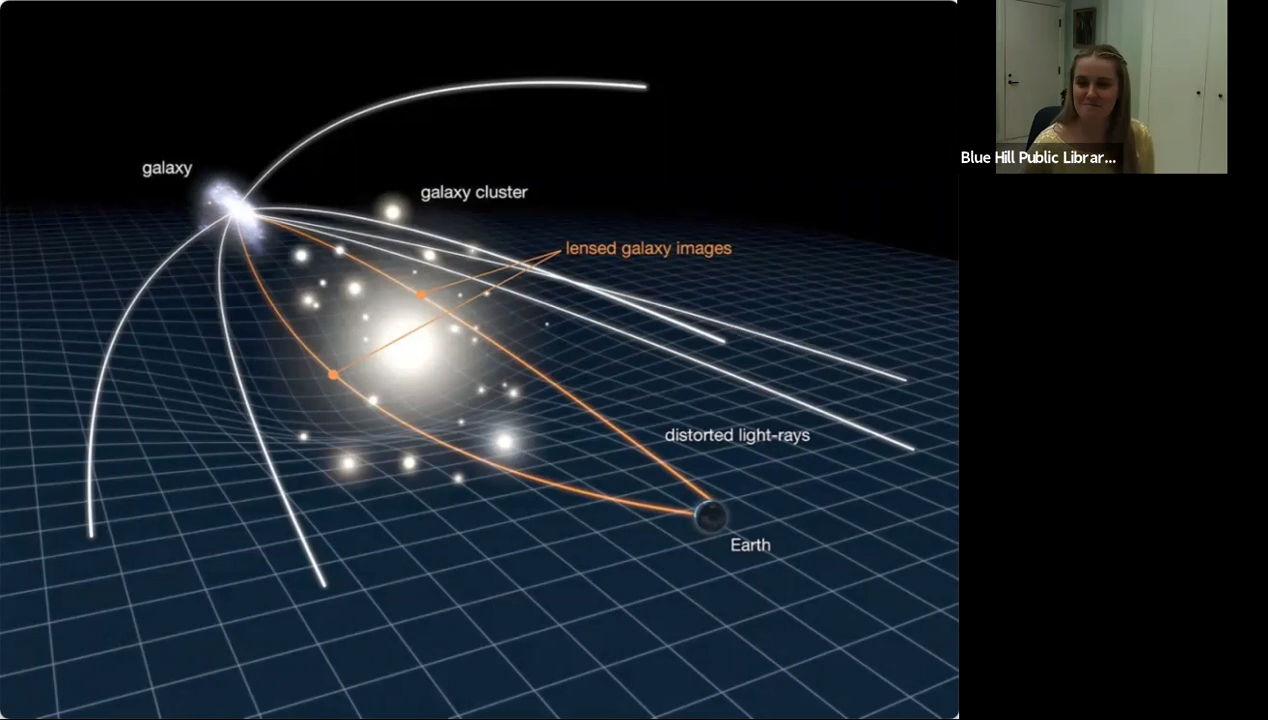 galaxy
galaxy cluster
lensed galaxy images
distorted light-rays
Earth
Blue Hill Public Librar...